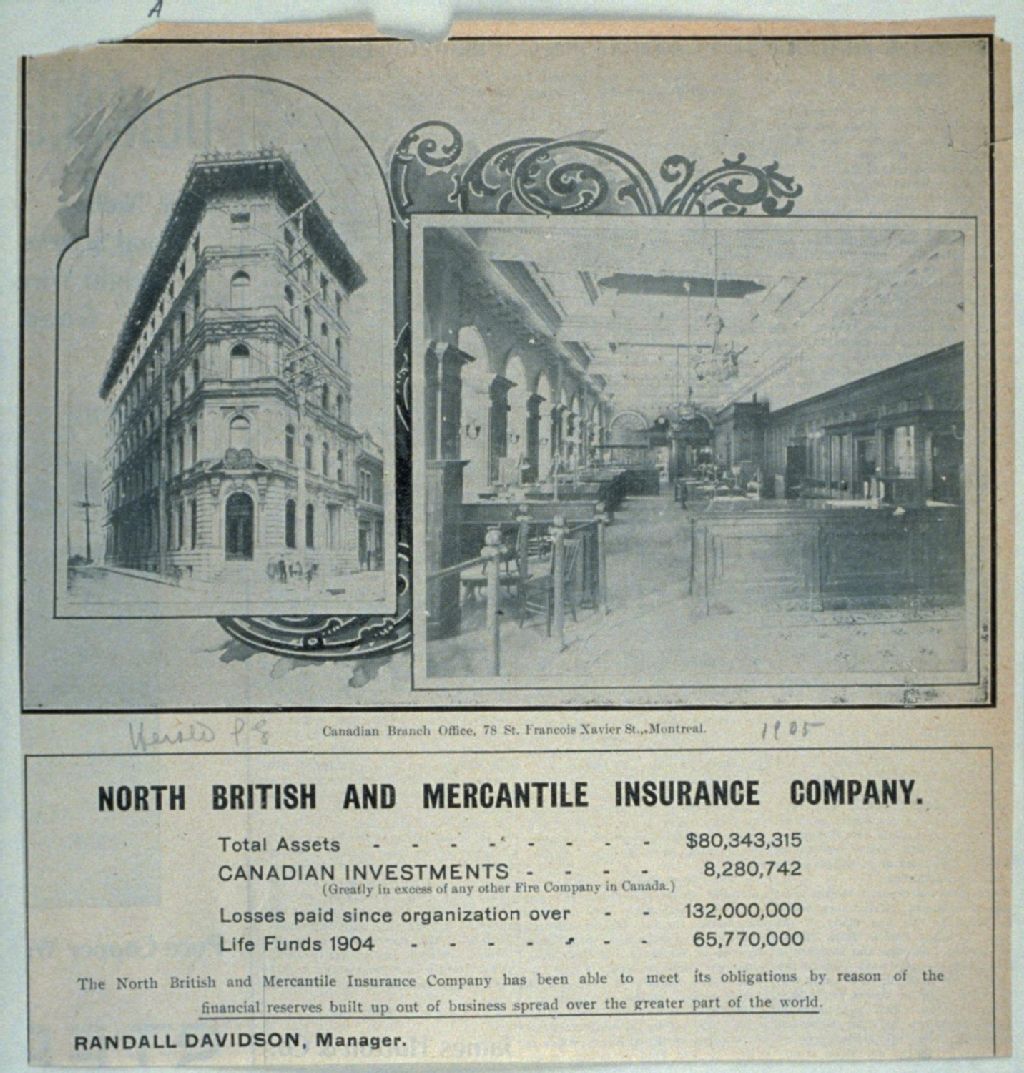 A
Herald
Canadian Branch Office, 78 St. Francois Xavier St., Montreal.
1905
NORTH BRITISH AND MERCANTILE INSURANCE COMPANY.
Total Assets - - - - - - - - $80,343,315
CANADIAN INVESTMENTS - - - - 8,280,742
(Greatly in excess of any other Fire Company in Canada.)
Losses paid since organization over - - 132,000,000
Life Funds 1904 - - - - - - - 65,770,000
The North British and Mercantile Insurance Company has been able to meet its obligations by reason of the
financial reserves built up out of business spread over the greater part of the world.
RANDALL DAVIDSON, Manager.